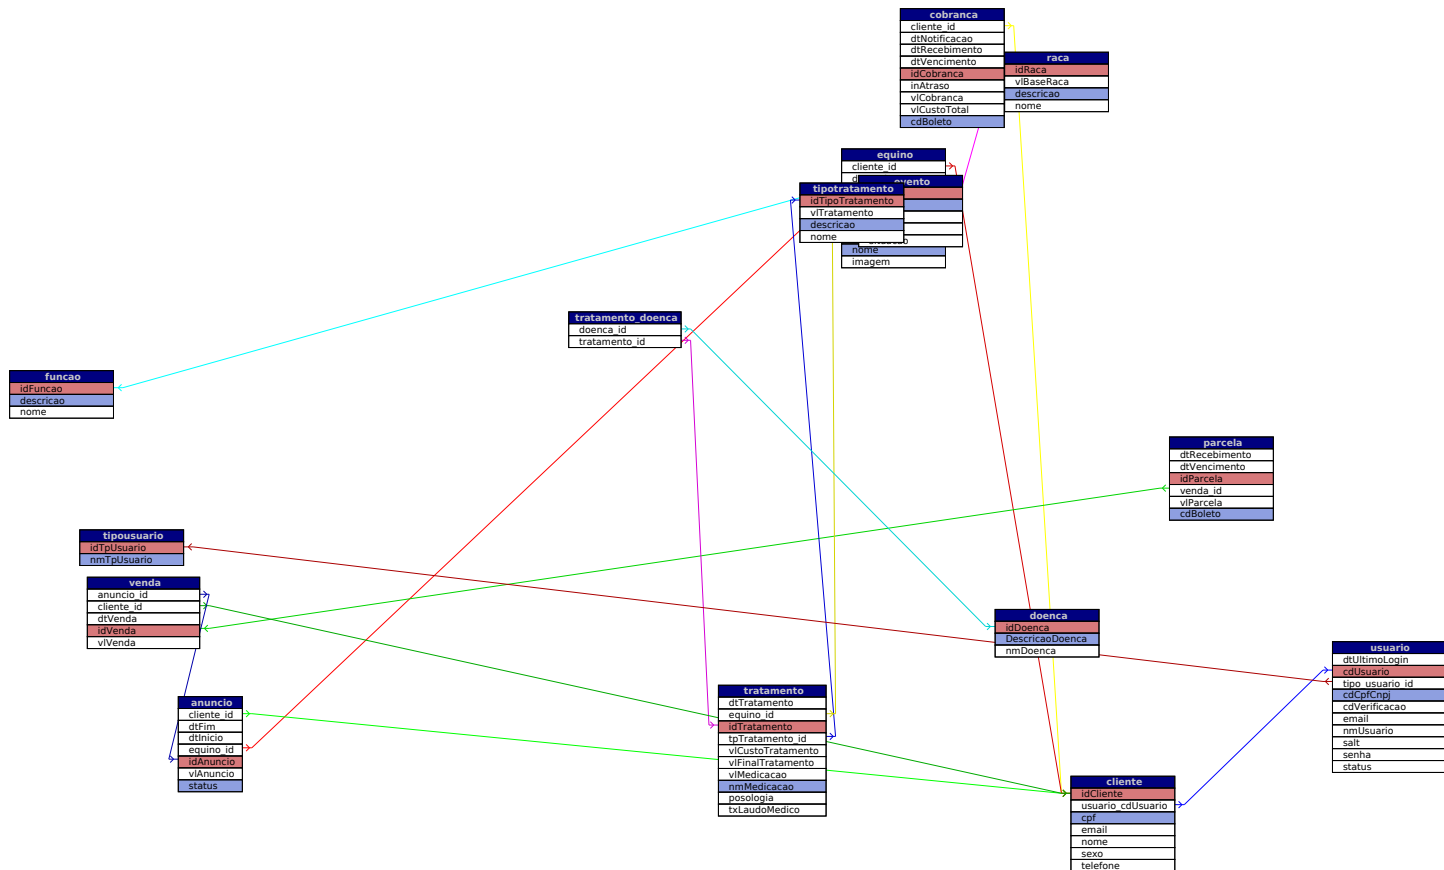 cobranca
cliente_id
dtNotificacao
dtRecebimento
dtVencimento
idCobranca
inAtraso
vlCobranca
vlCustoTotal
cdBoleto
raca
idRaca
vlBaseRaca
descricao
nome
equino
cliente_id
nome
imagem
evento
tipotratamento
idTipoTratamento
vlTratamento
descricao
nome
tratamento_doenca
doenca_id
tratamento_id
funcao
idFuncao
descricao
nome
parcela
dtRecebimento
dtVencimento
idParcela
venda_id
vlParcela
cdBoleto
tipousuario
idTpUsuario
nmTpUsuario
venda
anuncio_id
cliente_id
dtVenda
idVenda
vlVenda
doenca
idDoenca
DescricaoDoenca
nmDoenca
usuario
dtUltimoLogin
cdUsuario
tipo_usuario_id
cdCpfCnpj
cdVerificacao
email
nmUsuario
salt
senha
status
anuncio
cliente_id
dtFim
dtInicio
equino_id
idAnuncio
vlAnuncio
status
tratamento
dtTratamento
equino_id
idTratamento
tpTratamento_id
vlCustoTratamento
vlFinalTratamento
vlMedicacao
nmMedicacao
posologia
txLaudoMedico
cliente
idCliente
usuario_cdUsuario
cpf
email
nome
sexo
telefone